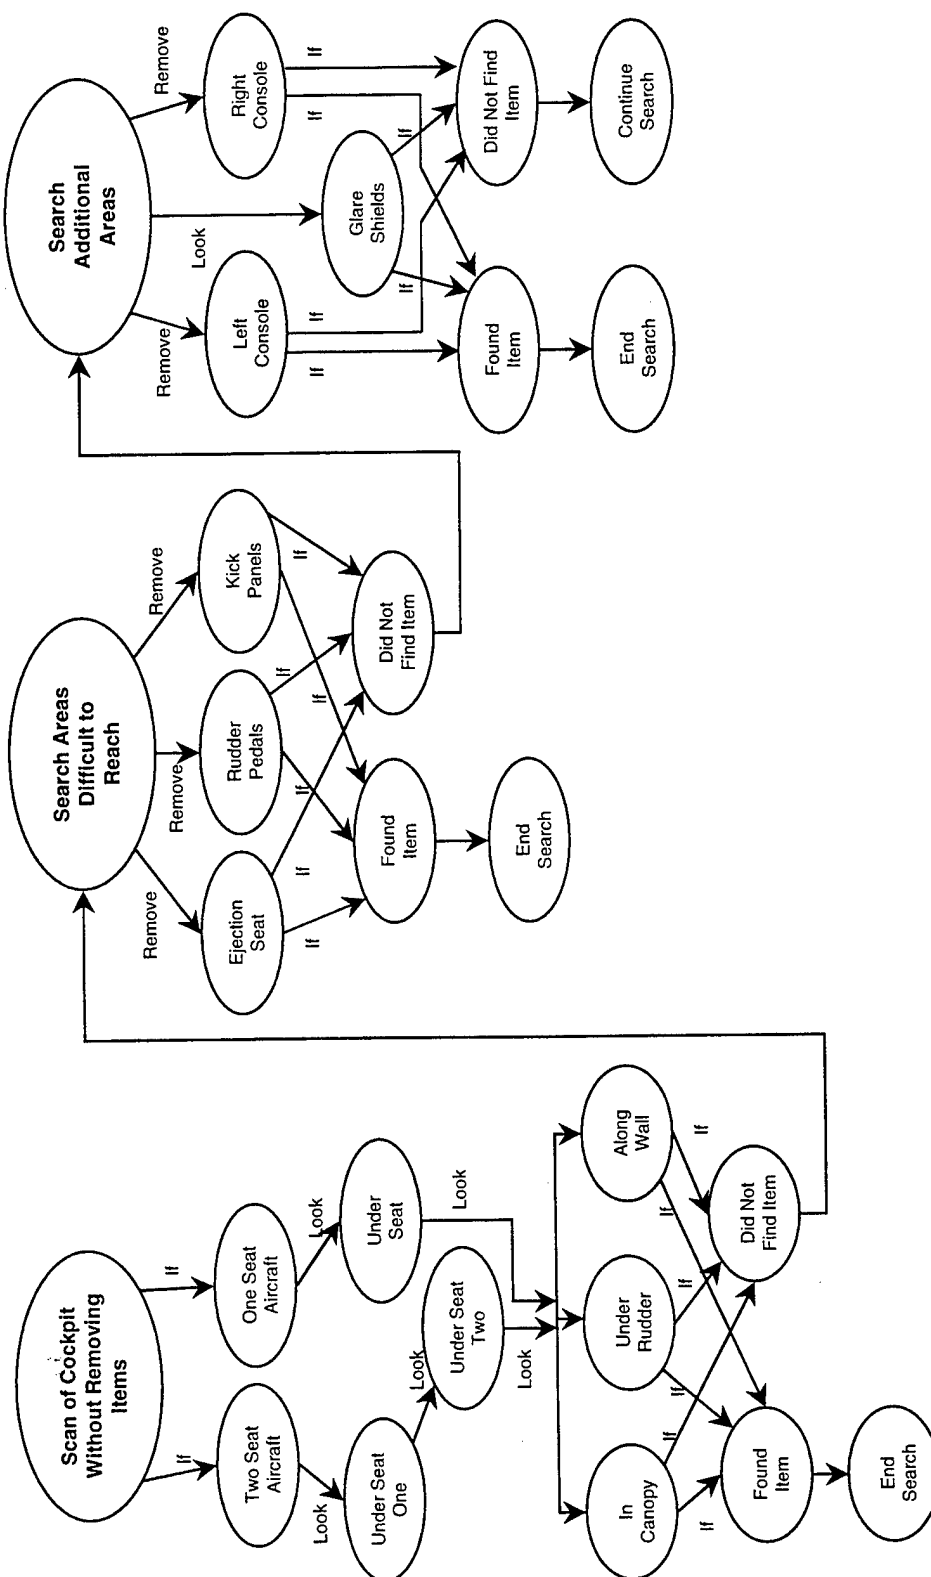 Scan of Cockpit
Without Removing
Items
If
If
Two Seat
Aircraft
One Seat
Aircraft
Look
Look
Under Seat
One
Under
Seat
Look
Look
Under Seat
Two
Look
In
Canopy
Under
Rudder
Along
Wall
If
If
If
If
If
If
Found
Item
Did Not
Find Item
End
Search
Search Areas
Difficult to
Reach
Remove
Remove
Remove
Ejection
Seat
Rudder
Pedals
Kick
Panels
If
If
If
If
If
If
Found
Item
Did Not
Find Item
End
Search
Search
Additional
Areas
Remove
Look
Remove
Left
Console
Glare
Shields
Right
Console
If
If
If
If
If
If
Found
Item
Did Not Find
Item
End
Search
Continue
Search